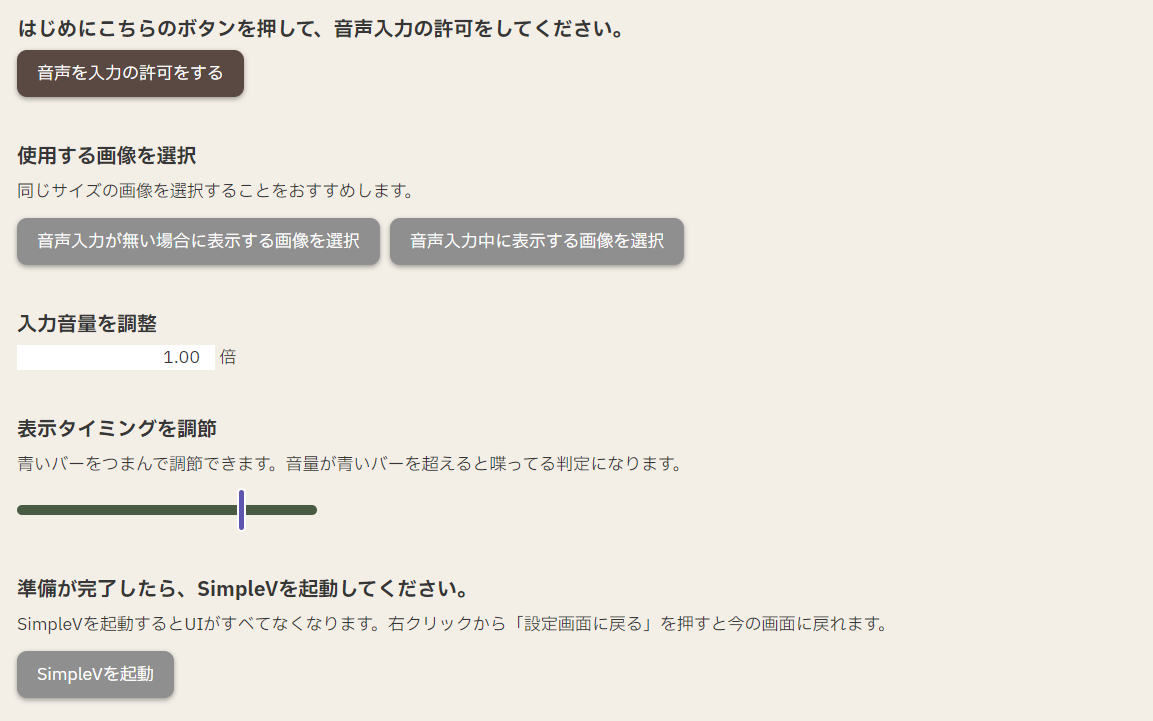 はじめにこちらのボタンを押して、音声入力の許可をしてください。
音声を入力の許可をする
使用する画像を選択
同じサイズの画像を選択することをおすすめします。
音声入力が無い場合に表示する画像を選択
音声入力中に表示する画像を選択
入力音量を調整
1.00 倍
表示タイミングを調節
青いバーをつまんで調節できます。音量が青いバーを超えると喋ってる判定になります。
準備が完了したら、SimpleVを起動してください。
SimpleVを起動するとUIがすべてなくなります。右クリックから「設定画面に戻る」を押すと今の画面に戻れます。
SimpleVを起動